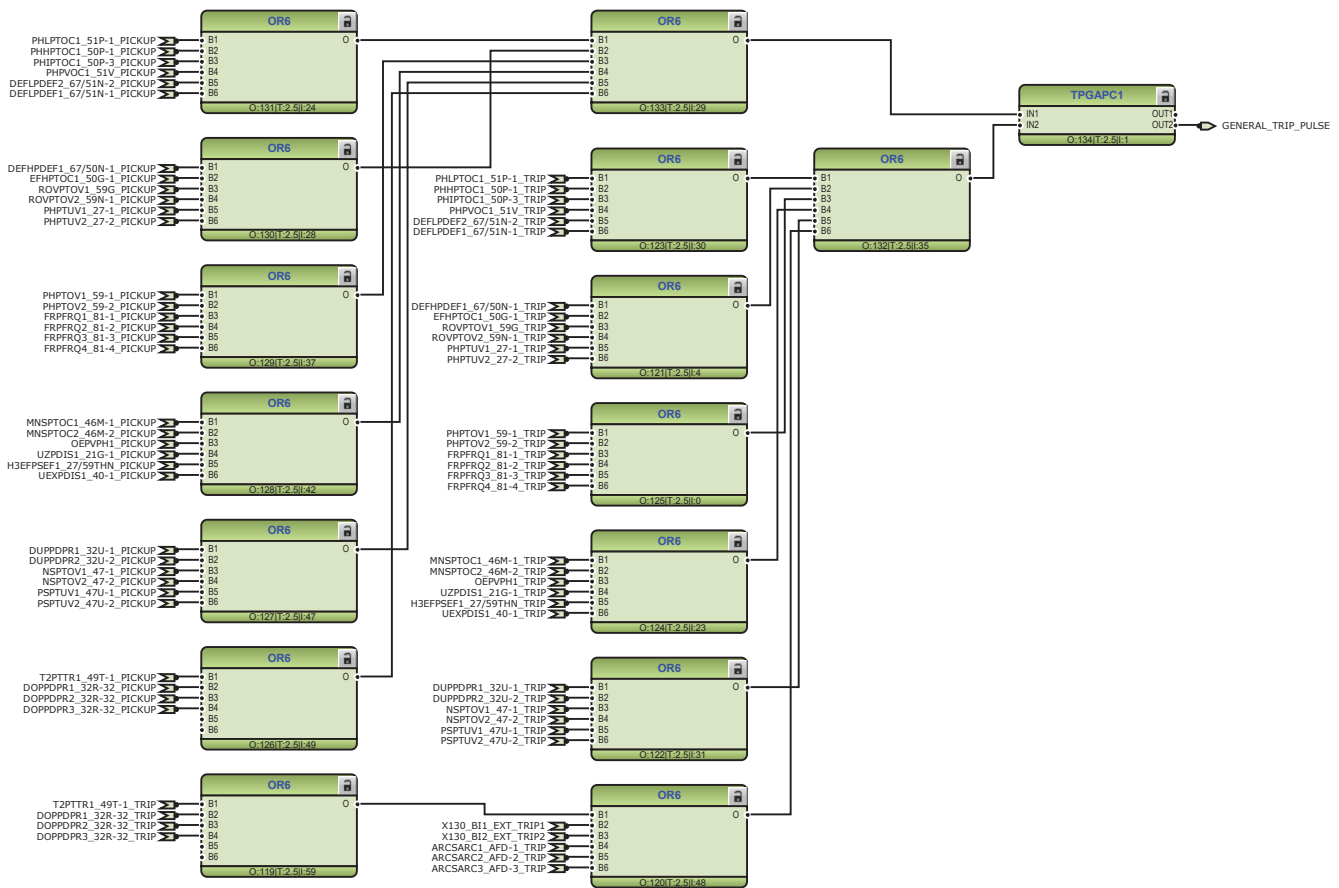 OR6
PHLPTOC1_51P-1_PICKUP B1 O
PHHPTOC1_50P-1_PICKUP B2
PHIPTOC1_50P-3_PICKUP B3
PHPVOC1_51V_PICKUP B4
DEFLPDEF2_67/51N-2_PICKUP B5
DEFLPDEF1_67/51N-1_PICKUP B6
O:131|T:2.5|I:24
OR6
B1 O
B2
B3
B4
B5
B6
O:133|T:2.5|I:29
TPGAPC1
IN1 OUT1
IN2 OUT2 GENERAL_TRIP_PULSE
O:134|T:2.5|I:1
OR6
DEFHPDEF1_67/50N-1_PICKUP B1 O
EFHPTOC1_50G-1_PICKUP B2
ROVPTOV1_59G_PICKUP B3
ROVPTOV2_59N-1_PICKUP B4
PHPTUV1_27-1_PICKUP B5
PHPTUV2_27-2_PICKUP B6
O:130|T:2.5|I:28
OR6
PHLPTOC1_51P-1_TRIP B1 O
PHHPTOC1_50P-1_TRIP B2
PHIPTOC1_50P-3_TRIP B3
PHPVOC1_51V_TRIP B4
DEFLPDEF2_67/51N-2_TRIP B5
DEFLPDEF1_67/51N-1_TRIP B6
O:123|T:2.5|I:30
OR6
B1 O
B2
B3
B4
B5
B6
O:132|T:2.5|I:35
OR6
PHPTOV1_59-1_PICKUP B1 O
PHPTOV2_59-2_PICKUP B2
FRPFRQ1_81-1_PICKUP B3
FRPFRQ2_81-2_PICKUP B4
FRPFRQ3_81-3_PICKUP B5
FRPFRQ4_81-4_PICKUP B6
O:129|T:2.5|I:37
OR6
DEFHPDEF1_67/50N-1_TRIP B1 O
EFHPTOC1_50G-1_TRIP B2
ROVPTOV1_59G_TRIP B3
ROVPTOV2_59N-1_TRIP B4
PHPTUV1_27-1_TRIP B5
PHPTUV2_27-2_TRIP B6
O:121|T:2.5|I:4
OR6
MNSPTOC1_46M-1_PICKUP B1 O
MNSPTOC2_46M-2_PICKUP B2
OEPVPH1_PICKUP B3
UZPDIS1_21G-1_PICKUP B4
H3EFPSEF1_27/59THN_PICKUP B5
UEXPDIS1_40-1_PICKUP B6
O:128|T:2.5|I:42
OR6
PHPTOV1_59-1_TRIP B1 O
PHPTOV2_59-2_TRIP B2
FRPFRQ1_81-1_TRIP B3
FRPFRQ2_81-2_TRIP B4
FRPFRQ3_81-3_TRIP B5
FRPFRQ4_81-4_TRIP B6
O:125|T:2.5|I:0
OR6
DUPPDPR1_32U-1_PICKUP B1 O
DUPPDPR2_32U-2_PICKUP B2
NSPTOV1_47-1_PICKUP B3
NSPTOV2_47-2_PICKUP B4
PSPTUV1_47U-1_PICKUP B5
PSPTUV2_47U-2_PICKUP B6
O:127|T:2.5|I:47
OR6
MNSPTOC1_46M-1_TRIP B1 O
MNSPTOC2_46M-2_TRIP B2
OEPVPH1_TRIP B3
UZPDIS1_21G-1_TRIP B4
H3EFPSEF1_27/59THN_TRIP B5
UEXPDIS1_40-1_TRIP B6
O:124|T:2.5|I:23
OR6
T2PTTR1_49T-1_PICKUP B1 O
DOPPDPR1_32R-32_PICKUP B2
DOPPDPR2_32R-32_PICKUP B3
DOPPDPR3_32R-32_PICKUP B4
B5
B6
O:126|T:2.5|I:49
OR6
DUPPDPR1_32U-1_TRIP B1 O
DUPPDPR2_32U-2_TRIP B2
NSPTOV1_47-1_TRIP B3
NSPTOV2_47-2_TRIP B4
PSPTUV1_47U-1_TRIP B5
PSPTUV2_47U-2_TRIP B6
O:122|T:2.5|I:31
OR6
T2PTTR1_49T-1_TRIP B1 O
DOPPDPR1_32R-32_TRIP B2
DOPPDPR2_32R-32_TRIP B3
DOPPDPR3_32R-32_TRIP B4
B5
B6
O:119|T:2.5|I:59
OR6
B1 O
X130_BI1_EXT_TRIP1 B2
X130_BI2_EXT_TRIP2 B3
ARCSARC1_AFD-1_TRIP B4
ARCSARC2_AFD-2_TRIP B5
ARCSARC3_AFD-3_TRIP B6
O:120|T:2.5|I:48